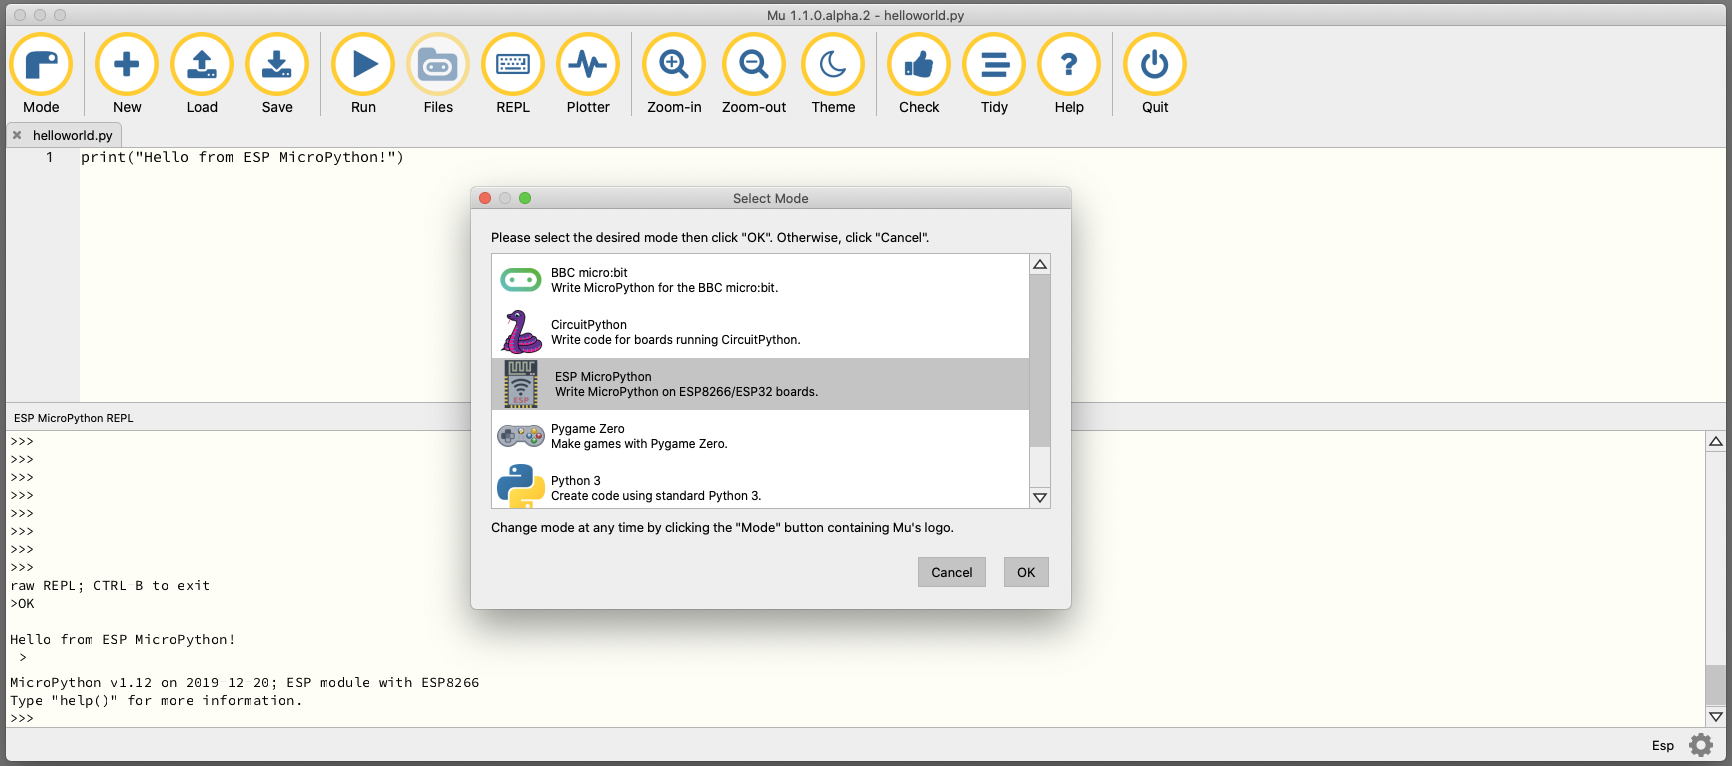 Mu 1.1.0.alpha.2 - helloworld.py
Mode New Load Save Run Files REPL Plotter Zoom-in Zoom-out Theme Check Tidy Help Quit
helloworld.py
1 print("Hello from ESP MicroPython!")
Select Mode
Please select the desired mode then click "OK". Otherwise, click "Cancel".
BBC micro:bit
Write MicroPython for the BBC micro:bit.
CircuitPython
Write code for boards running CircuitPython.
ESP
ESP MicroPython
Write MicroPython on ESP8266/ESP32 boards.
Pygame Zero
Make games with Pygame Zero.
Python 3
Create code using standard Python 3.
Change mode at any time by clicking the "Mode" button containing Mu's logo.
Cancel OK
ESP MicroPython REPL
>>>
>>>
>>>
>>>
>>>
>>>
>>>
>>>
raw REPL; CTRL B to exit
>OK
Hello from ESP MicroPython!
>
MicroPython v1.12 on 2019 12 20; ESP module with ESP8266
Type "help()" for more information.
>>>
Esp